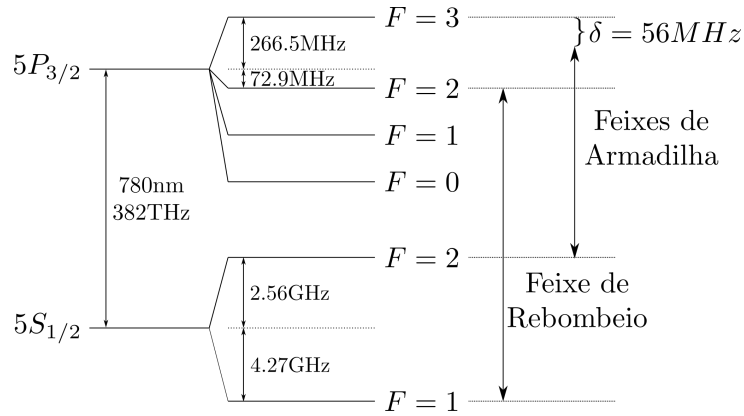 F = 3
266.5MHz
} δ = 56MHz
5P3/2
72.9MHz
F = 2
F = 1
Feixes de
Armadilha
F = 0
780nm
382THz
F = 2
2.56GHz
Feixe de
Rebombeio
5S1/2
4.27GHz
F = 1